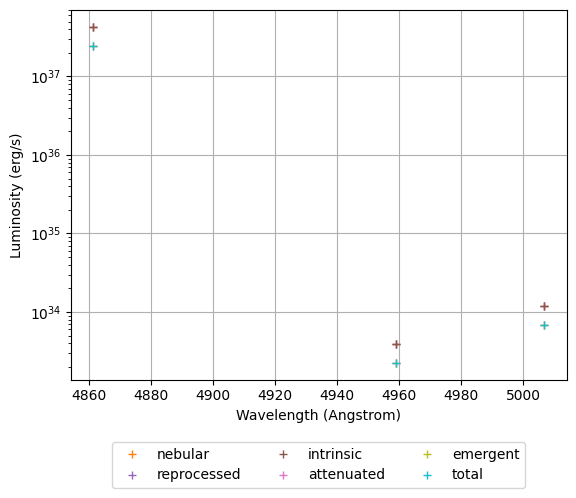 10^37
10^36
10^35
10^34
Luminosity (erg/s)
4860 4880 4900 4920 4940 4960 4980 5000
Wavelength (Angstrom)
nebular intrinsic emergent
reprocessed attenuated total